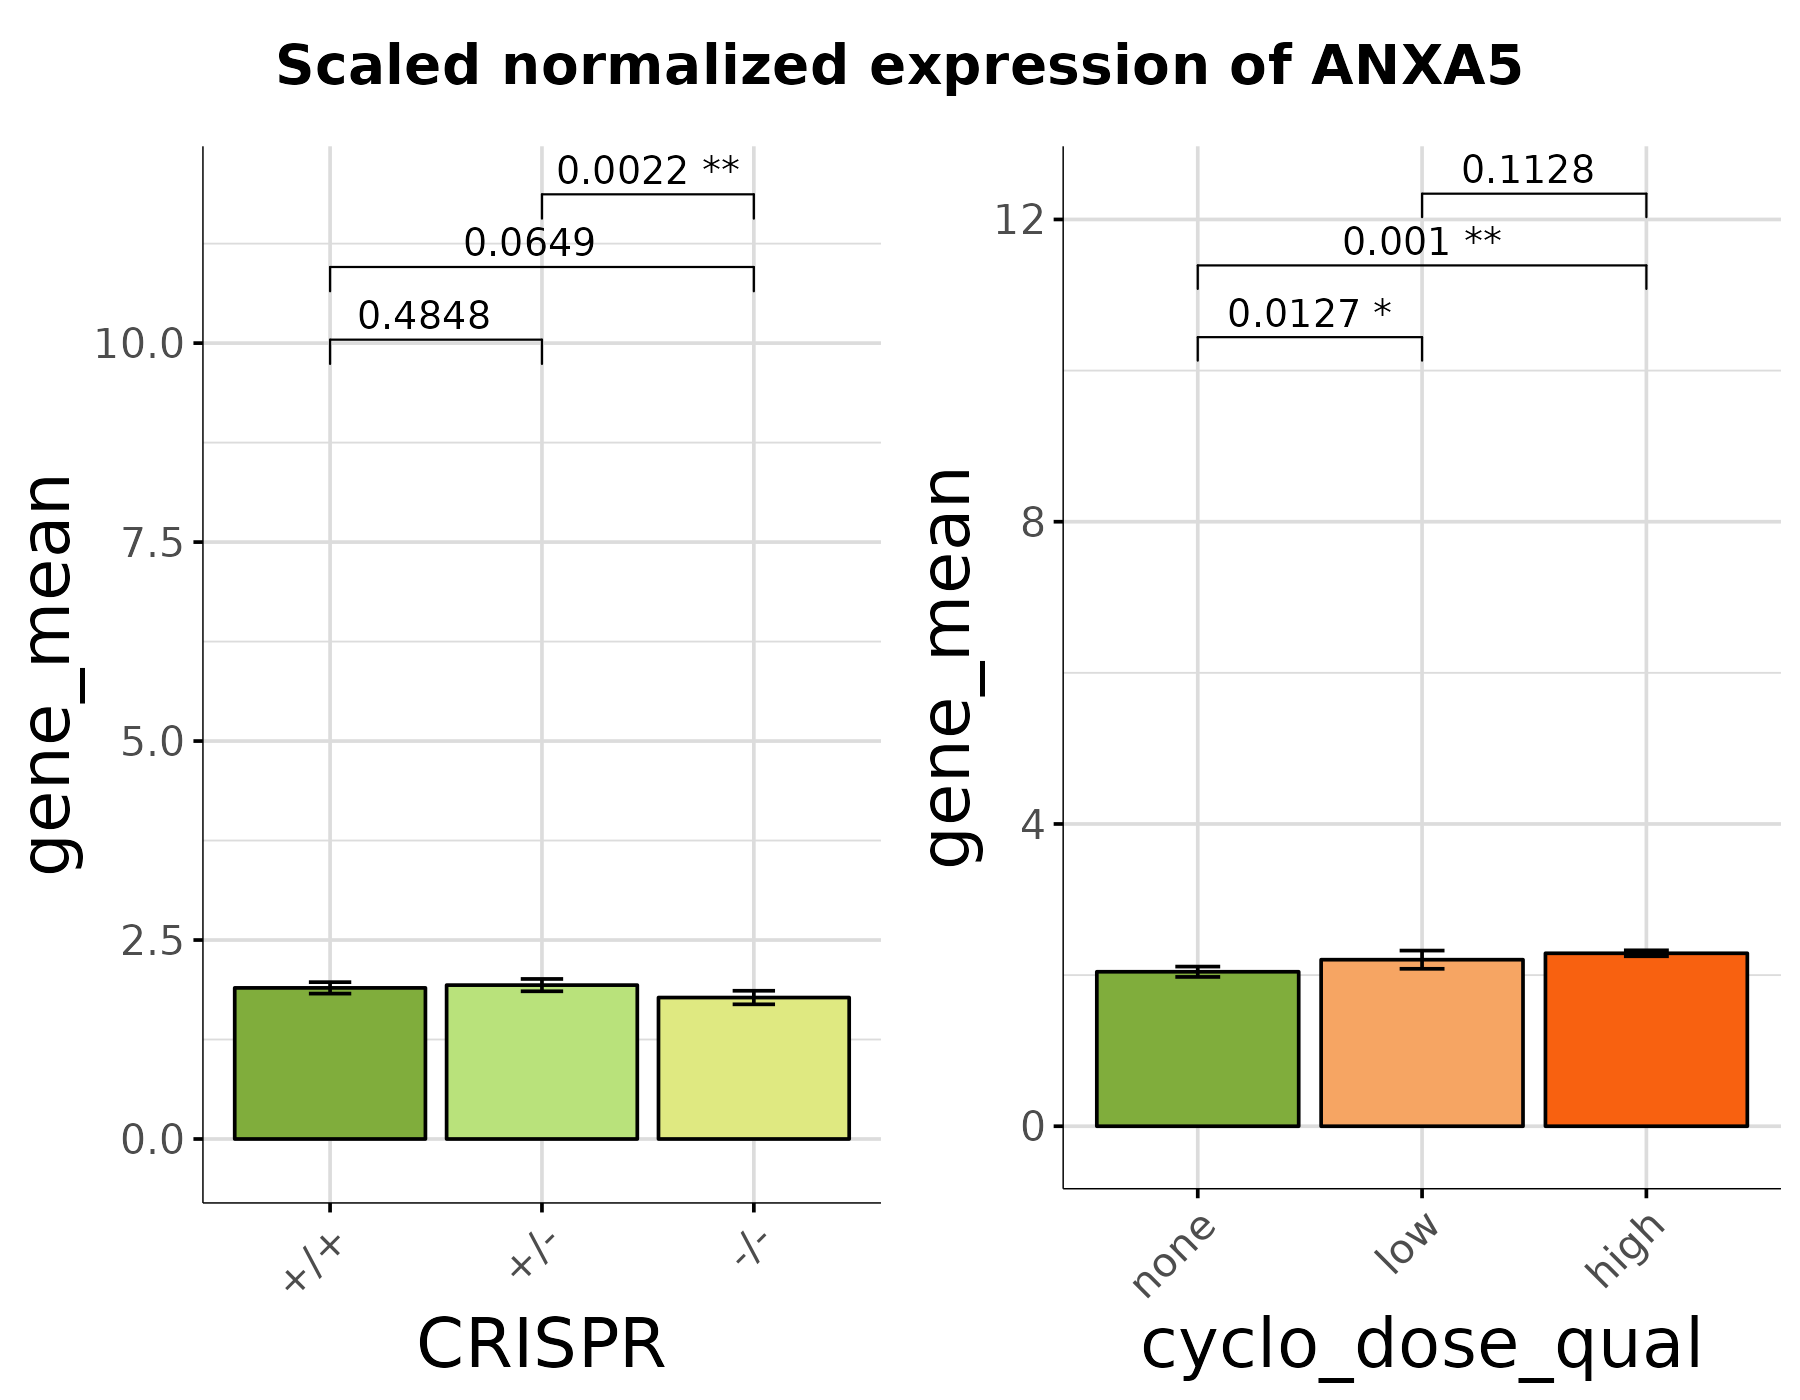 Scaled normalized expression of ANXA5
gene_mean
10.0
7.5
5.0
2.5
0.0
0.0022 **
0.0649
0.4848
+/+
+/-
-/-
CRISPR
gene_mean
12
8
4
0
0.1128
0.001 **
0.0127 *
none
low
high
cyclo_dose_qual